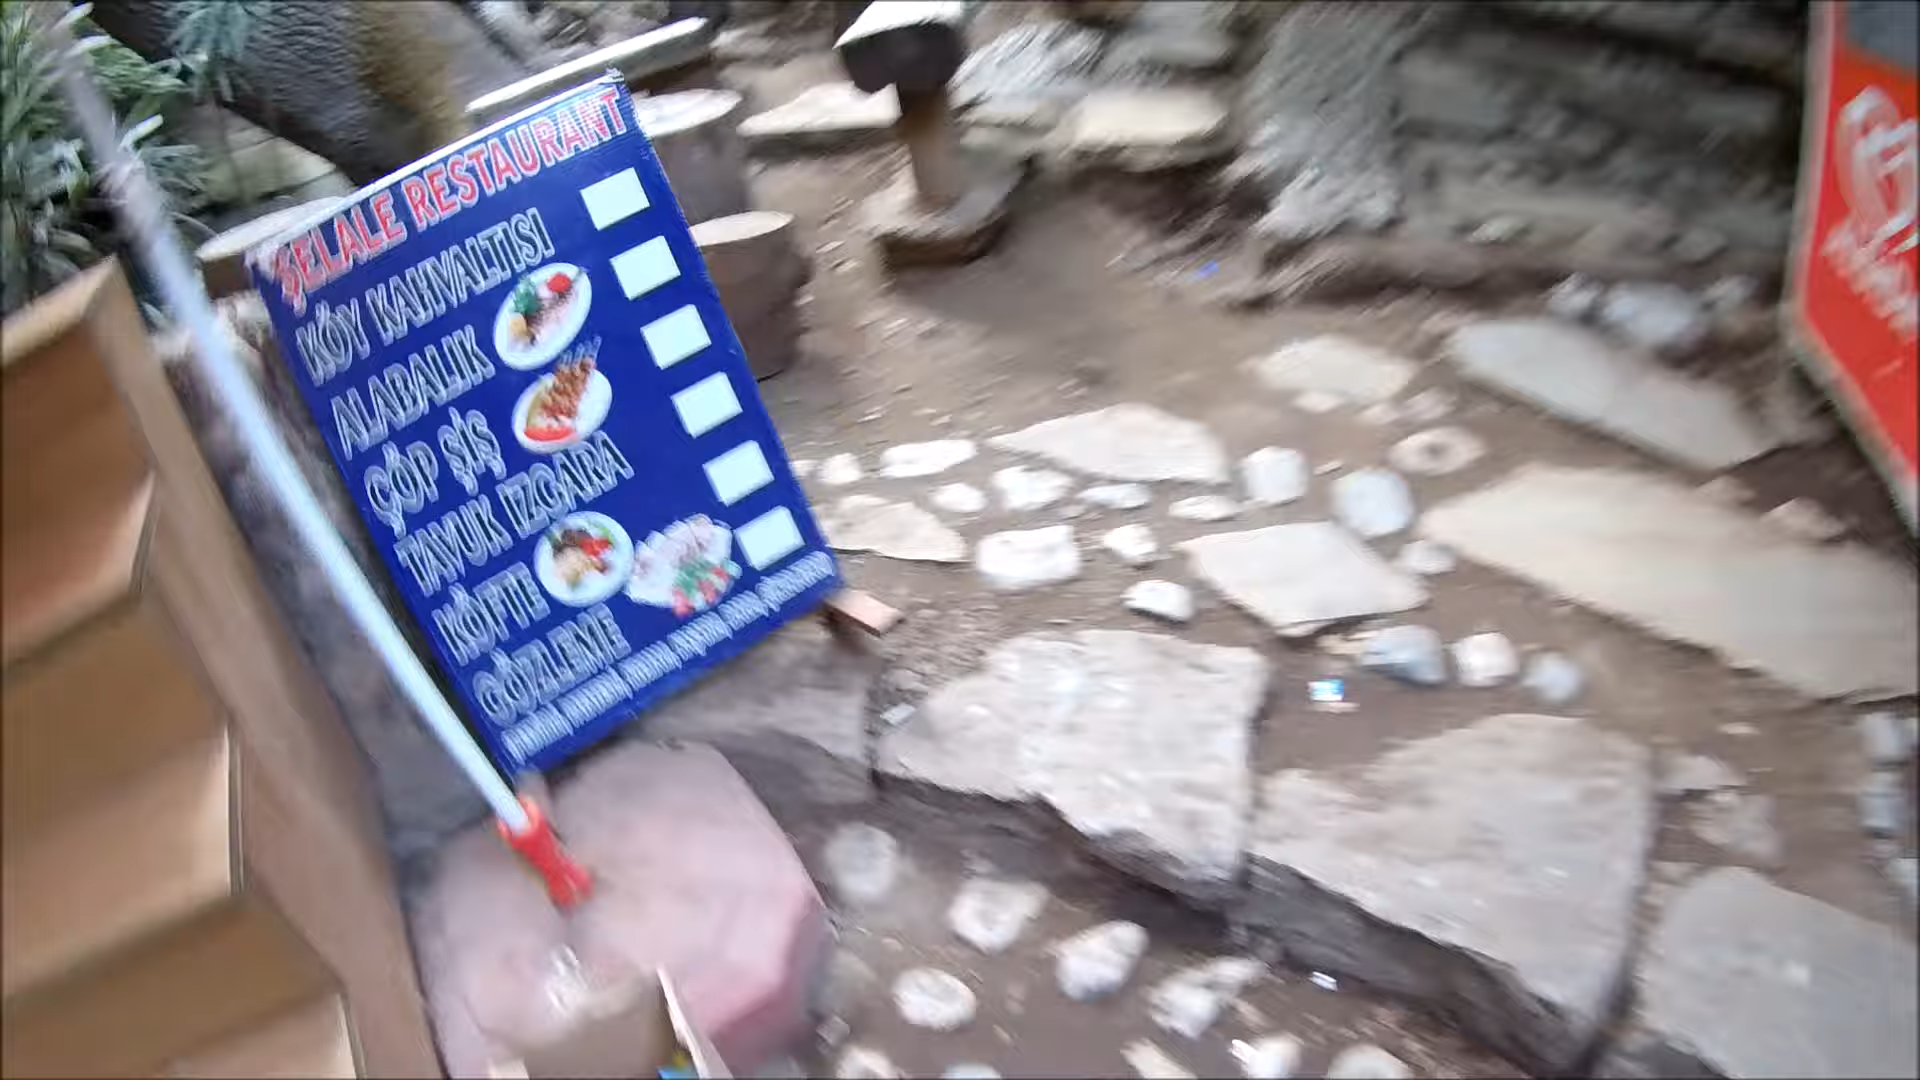 ŞELALE RESTAURANT
KÖY KAHVALTISI
ALABALIK
ÇÖP ŞİŞ
TAVUK IZGARA
KÖFTE
GÖZLEME